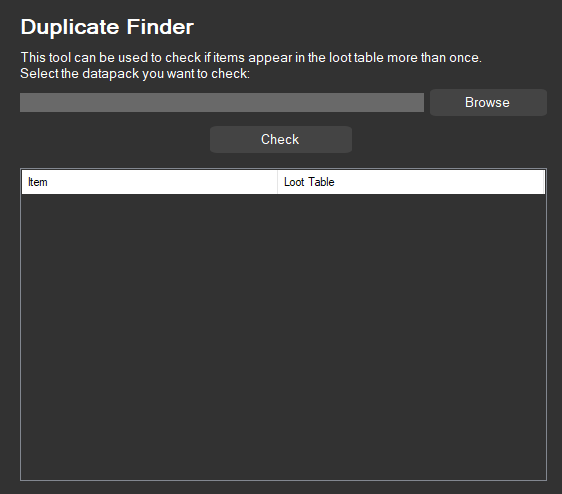 Duplicate Finder
This tool can be used to check if items appear in the loot table more than once.
Select the datapack you want to check:
Browse
Check
Item
Loot Table